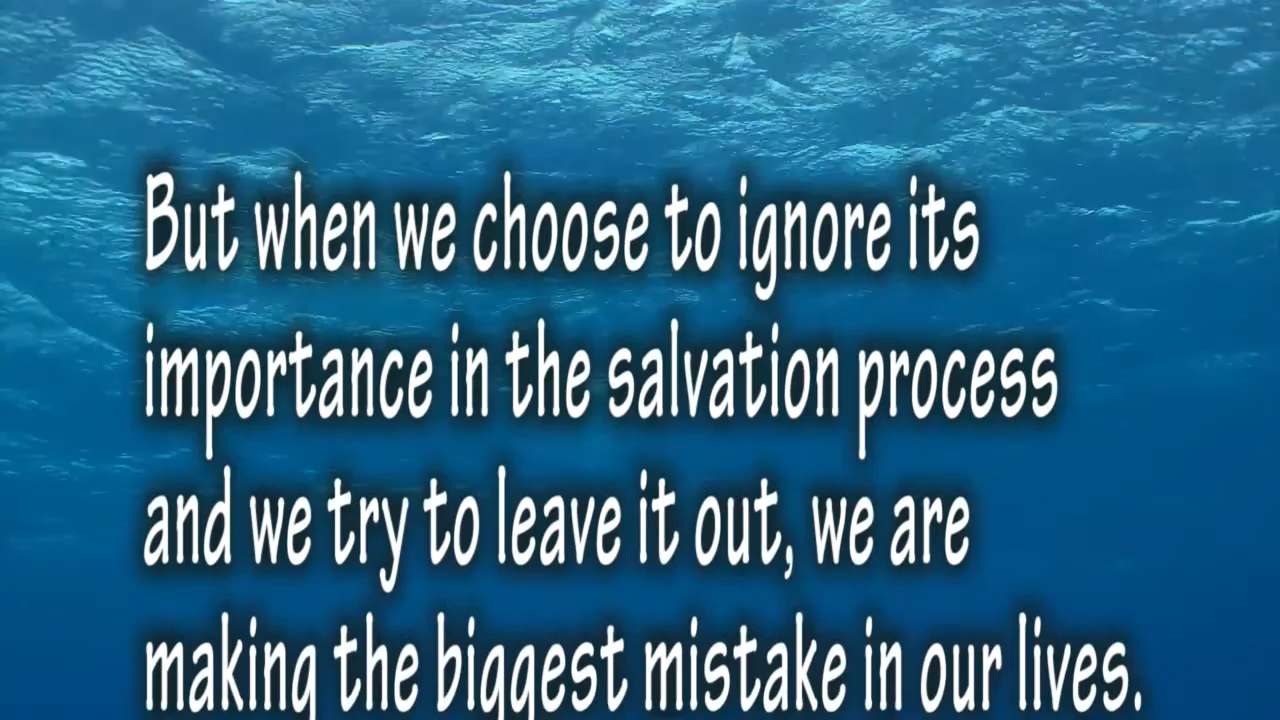 But when we choose to ignore its
importance in the salvation process
and we try to leave it out, we are
making the biggest mistake in our lives.